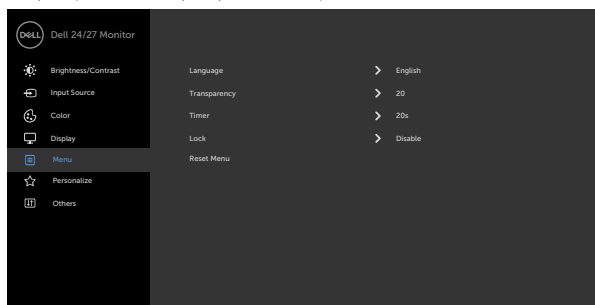 DELL Dell 24/27 Monitor
Brightness/Contrast Language English
Input Source Transparency 20
Color Timer 20s
Display Lock Disable
Menu Reset Menu
Personalize
Others